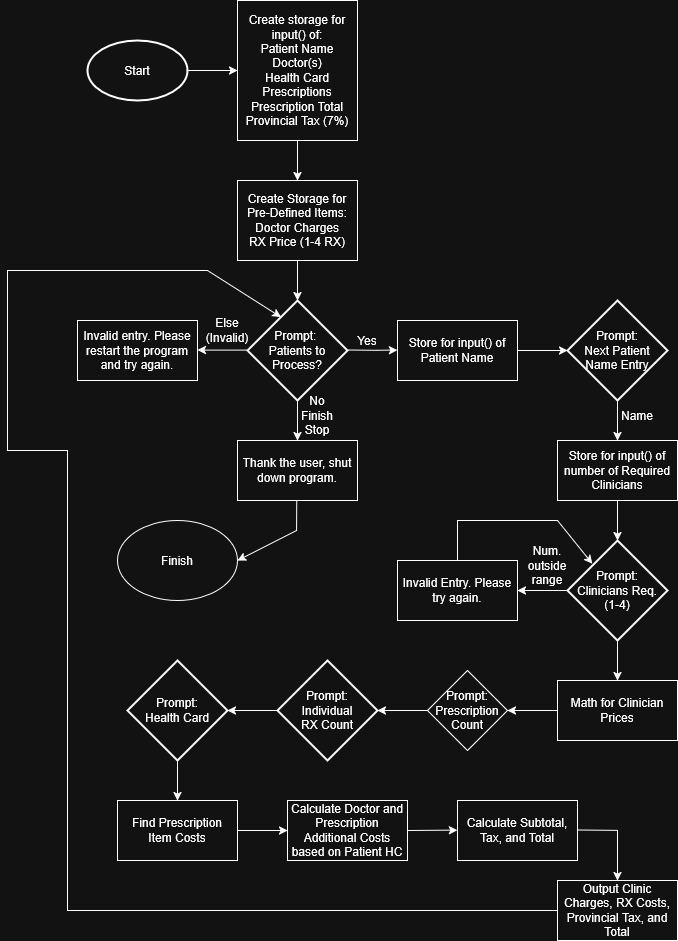 Start
Create storage for
input() of:
Patient Name
Doctor(s)
Health Card
Prescriptions
Prescription Total
Provincial Tax (7%)
Create Storage for
Pre-Defined Items:
Doctor Charges
RX Price (1-4 RX)
Prompt:
Patients to
Process?
Else
(Invalid)
Invalid entry. Please
restart the program
and try again.
Yes
Store for input() of
Patient Name
Prompt:
Next Patient
Name Entry
No
Finish
Stop
Thank the user, shut
down program.
Finish
Name
Store for input() of
number of Required
Clinicians
Prompt:
Clinicians Req.
(1-4)
Num.
outside
range
Invalid Entry. Please
try again.
Math for Clinician
Prices
Prompt:
Prescription
Count
Prompt:
Individual
RX Count
Prompt:
Health Card
Find Prescription
Item Costs
Calculate Doctor and
Prescription
Additional Costs
based on Patient HC
Calculate Subtotal,
Tax, and Total
Output Clinic
Charges, RX Costs,
Provincial Tax, and
Total